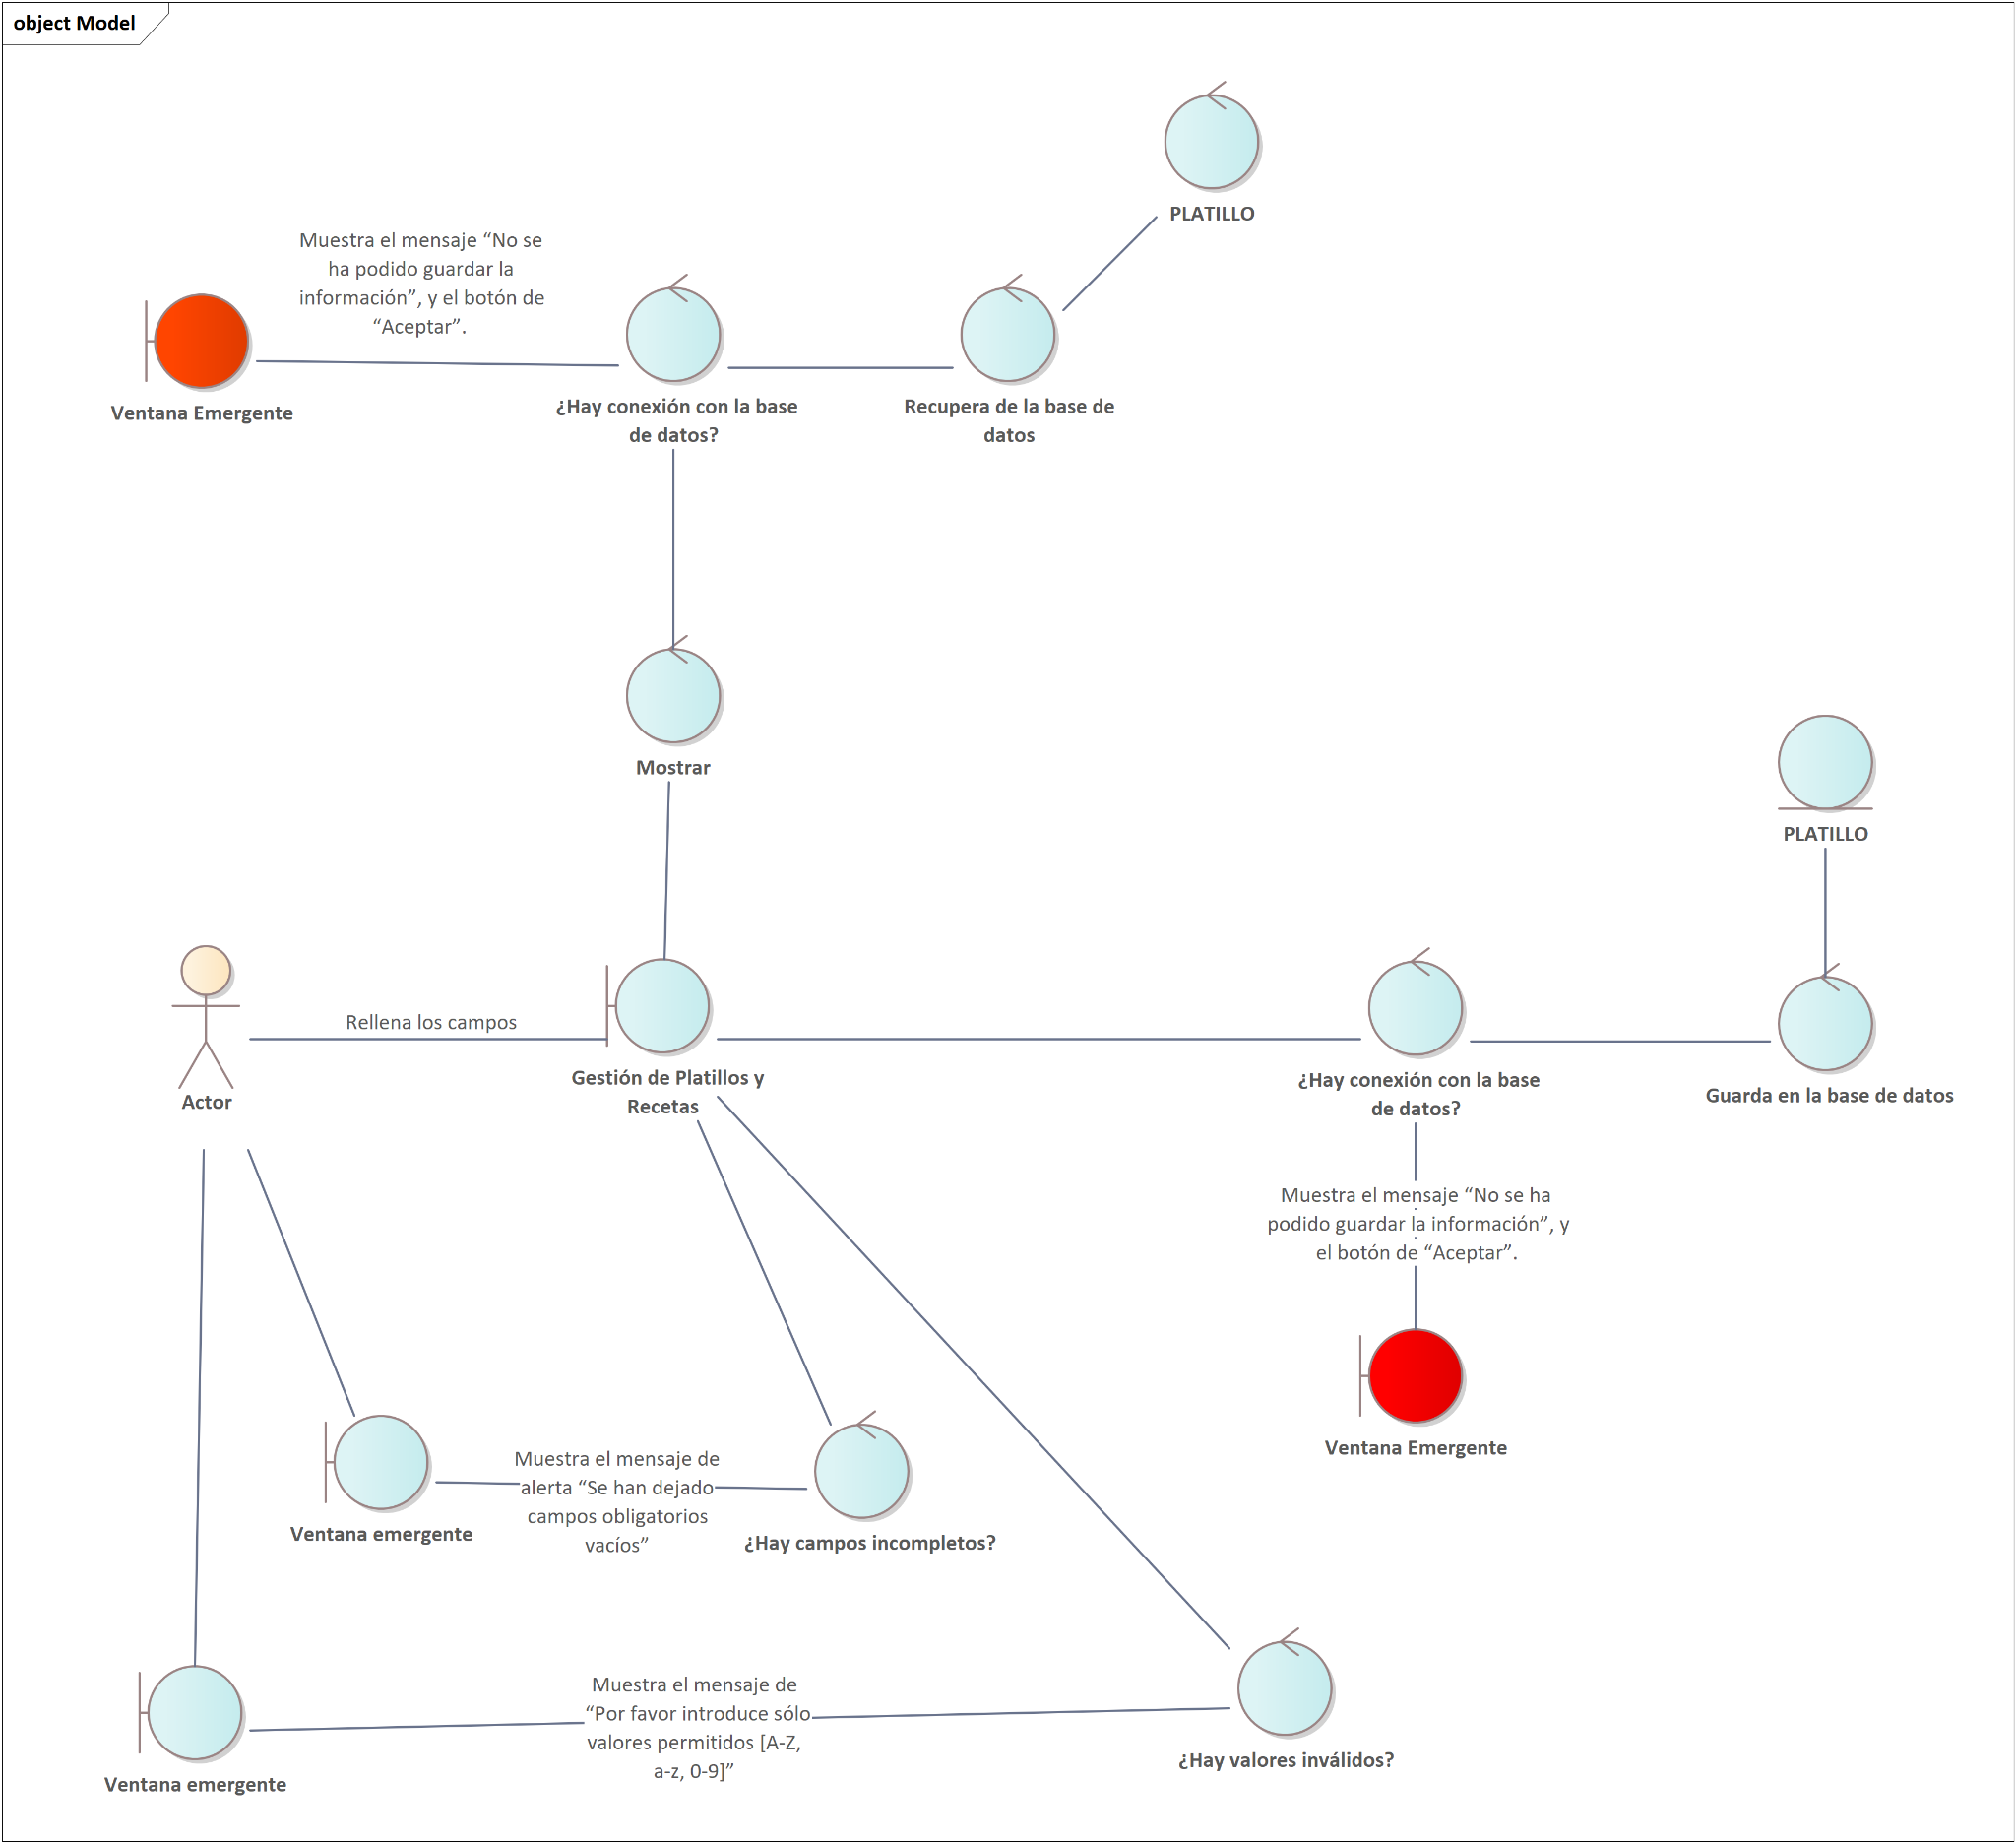 object Model
PLATILLO
Muestra el mensaje “No se
ha podido guardar la
información”, y el botón de
“Aceptar”.
Ventana Emergente
¿Hay conexión con la base
de datos?
Recupera de la base de
datos
Mostrar
PLATILLO
Rellena los campos
Actor
Gestión de Platillos y
Recetas
¿Hay conexión con la base
de datos?
Guarda en la base de datos
Muestra el mensaje “No se ha
podido guardar la información”, y
el botón de “Aceptar”.
Ventana Emergente
Muestra el mensaje de
alerta “Se han dejado
campos obligatorios
vacíos”
Ventana emergente
¿Hay campos incompletos?
Muestra el mensaje de
“Por favor introduce sólo
valores permitidos [A-Z,
a-z, 0-9]”
Ventana emergente
¿Hay valores inválidos?